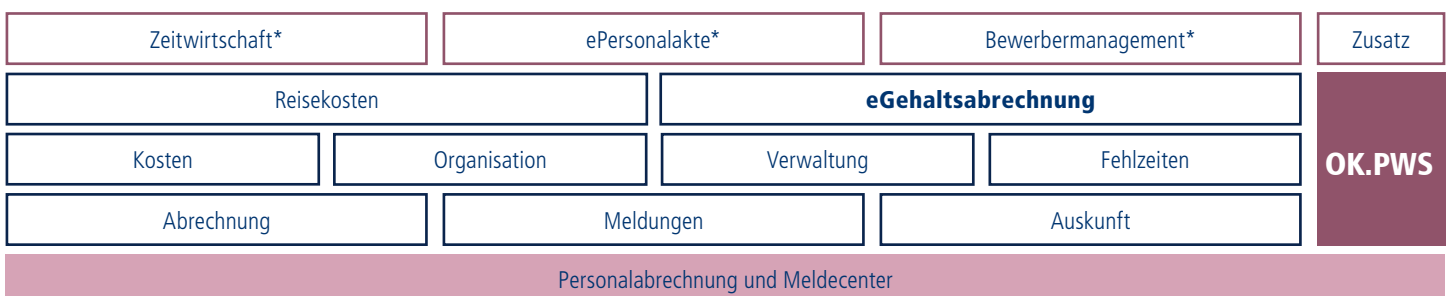 Zeitwirtschaft*
ePersonalakte*
Bewerbermanagement*
Zusatz
Reisekosten
eGehaltsabrechnung
Kosten
Organisation
Verwaltung
Fehlzeiten
OK.PWS
Abrechnung
Meldungen
Auskunft
Personalabrechnung und Meldecenter